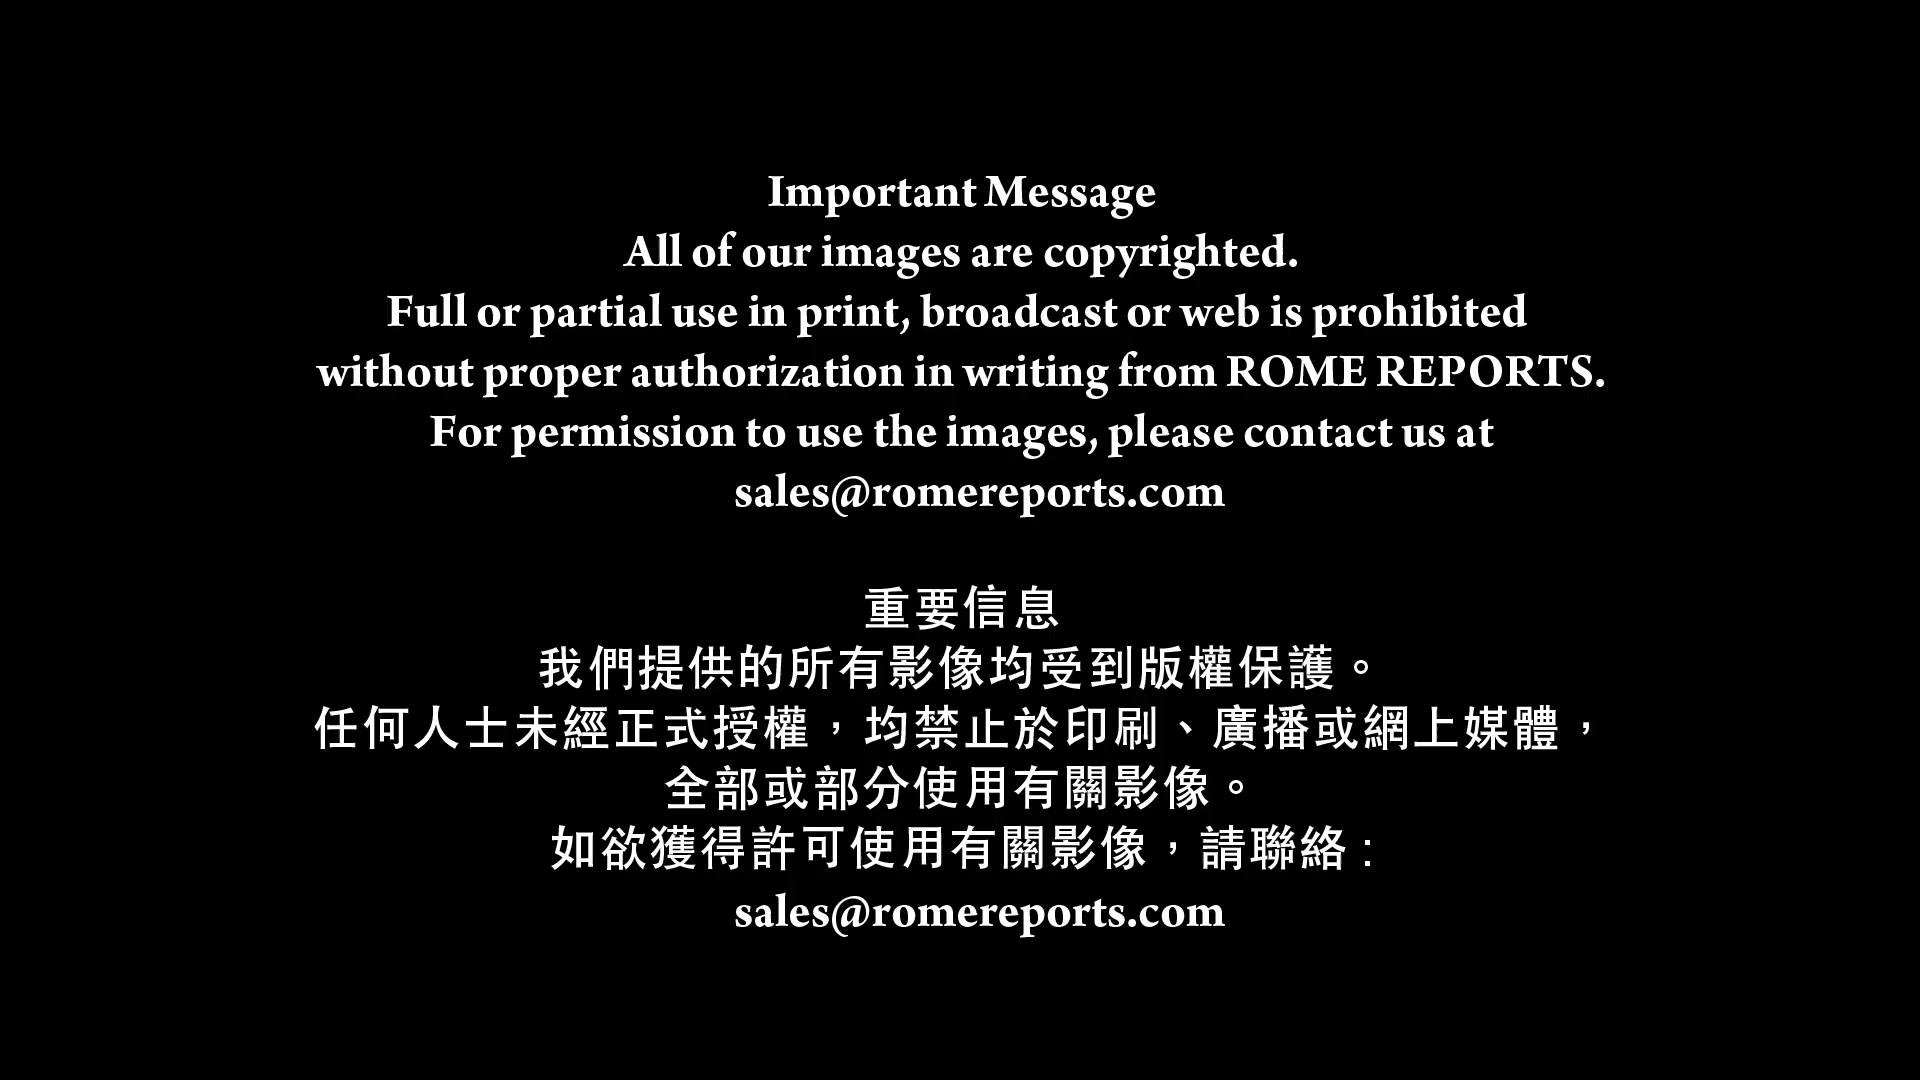 Important Message
All of our images are copyrighted.
Full or partial use in print, broadcast or web is prohibited
without proper authorization in writing from ROME REPORTS.
For permission to use the images, please contact us at
sales@romereports.com
重要信息
我們提供的所有影像均受到版權保護。
任何人士未經正式授權，均禁止於印刷、廣播或網上媒體，
全部或部分使用有關影像。
如欲獲得許可使用有關影像，請聯絡：
sales@romereports.com